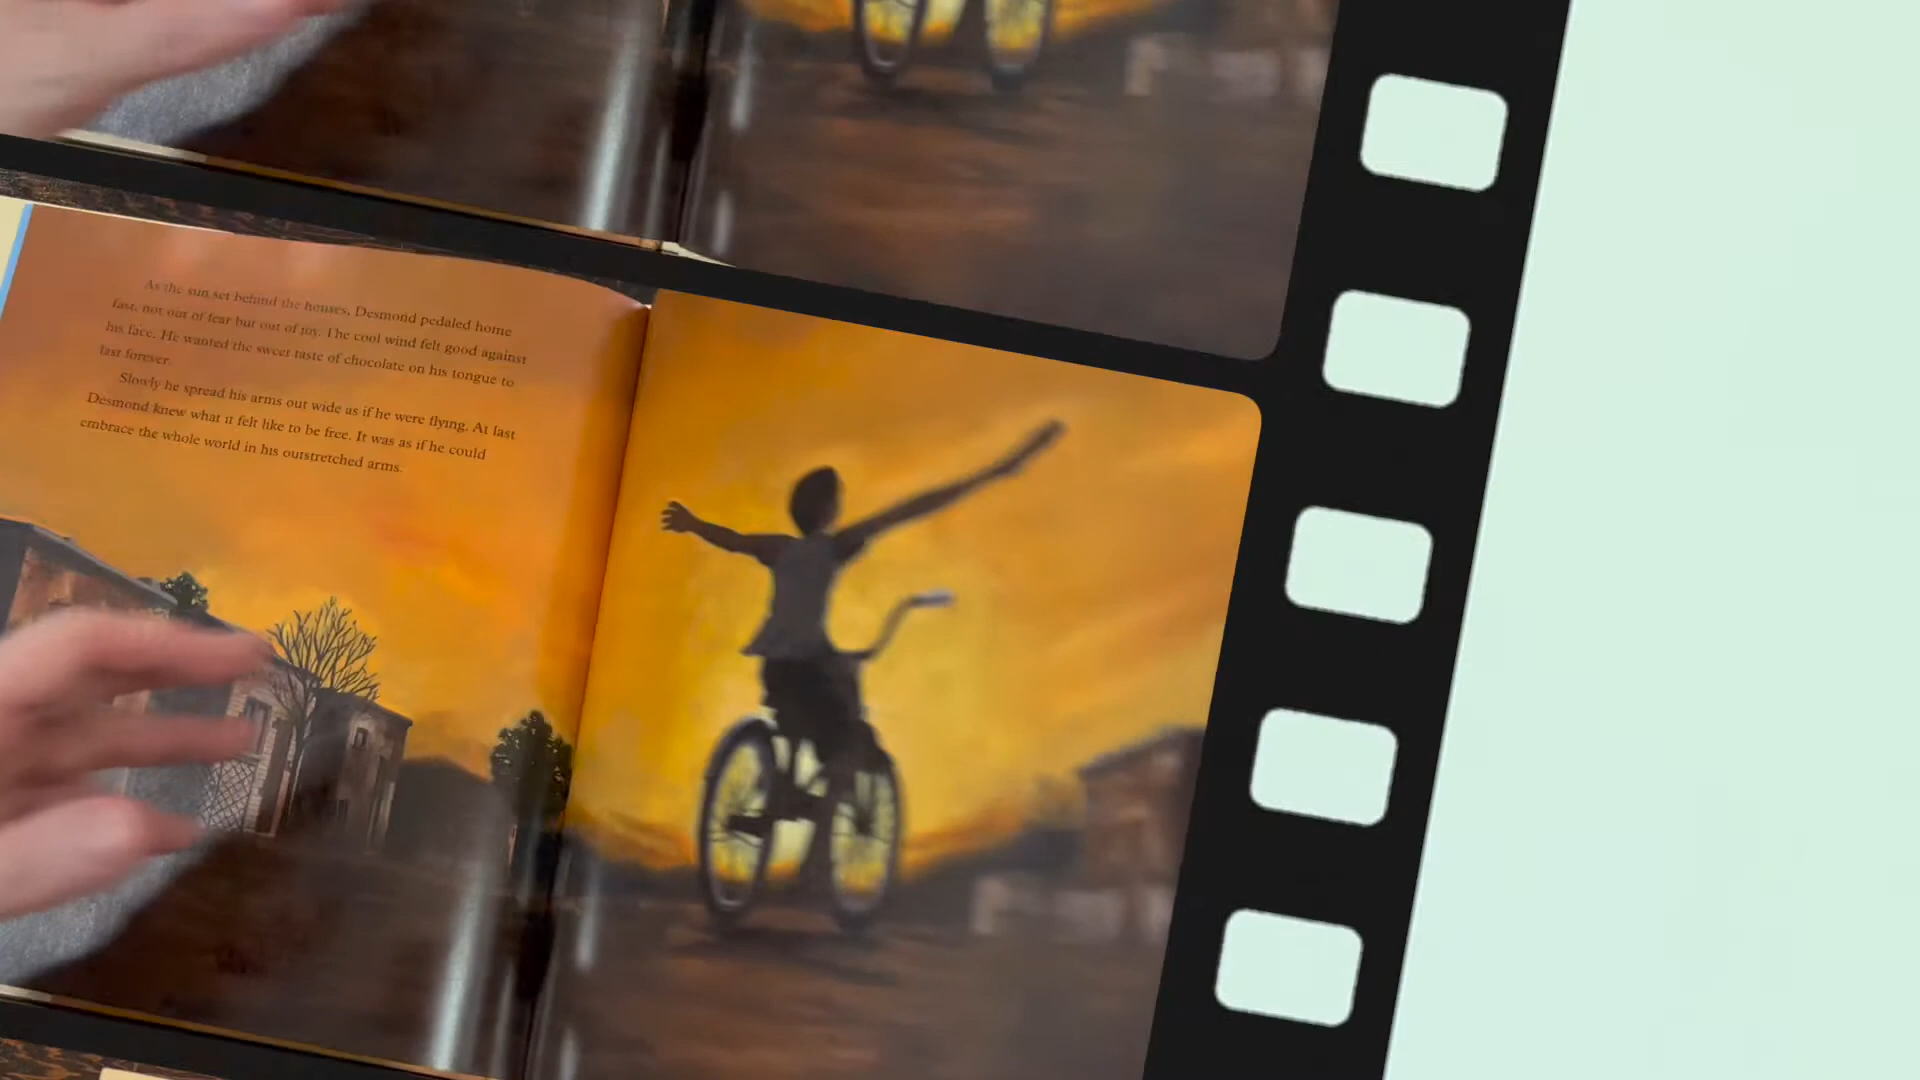 As the sun set behind the houses, Desmond pedaled home
fast, not out of fear but out of joy. The cool wind felt good against
his face. He wanted the sweet taste of chocolate on his tongue to
last forever.
Slowly he spread his arms out wide as if he were flying. At last
Desmond knew what it felt like to be free. It was as if he could
embrace the whole world in his outstretched arms.